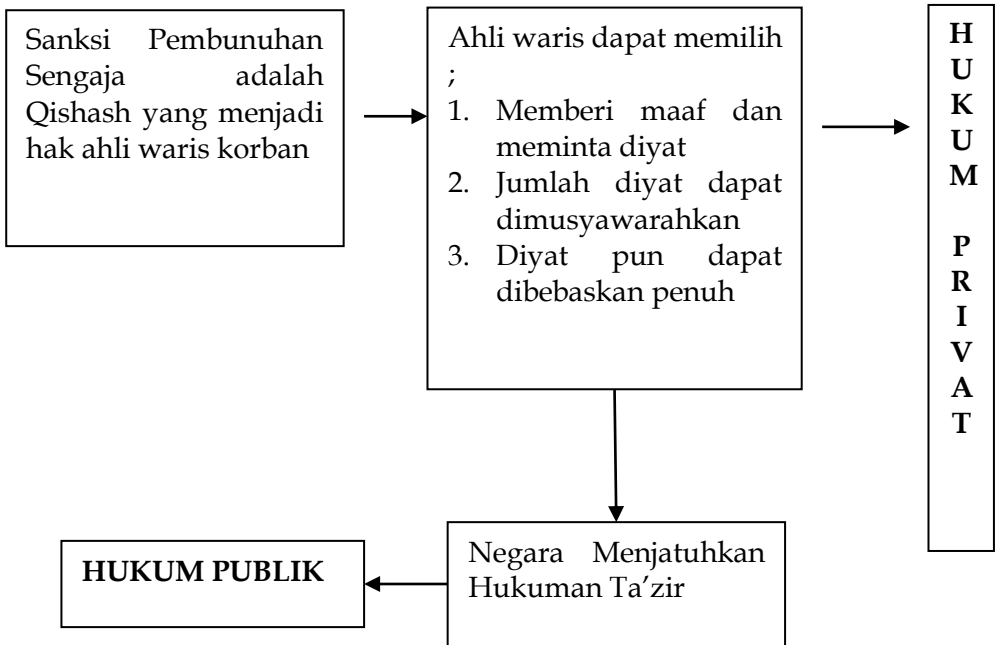 Sanksi Pembunuhan
Sengaja adalah
Qishash yang menjadi
hak ahli waris korban
Ahli waris dapat memilih
;
1. Memberi maaf dan
meminta diyat
2. Jumlah diyat dapat
dimusyawarahkan
3. Diyat pun dapat
dibebaskan penuh
H
U
K
U
M
P
R
I
V
A
T
Negara Menjatuhkan
Hukuman Ta’zir
HUKUM PUBLIK